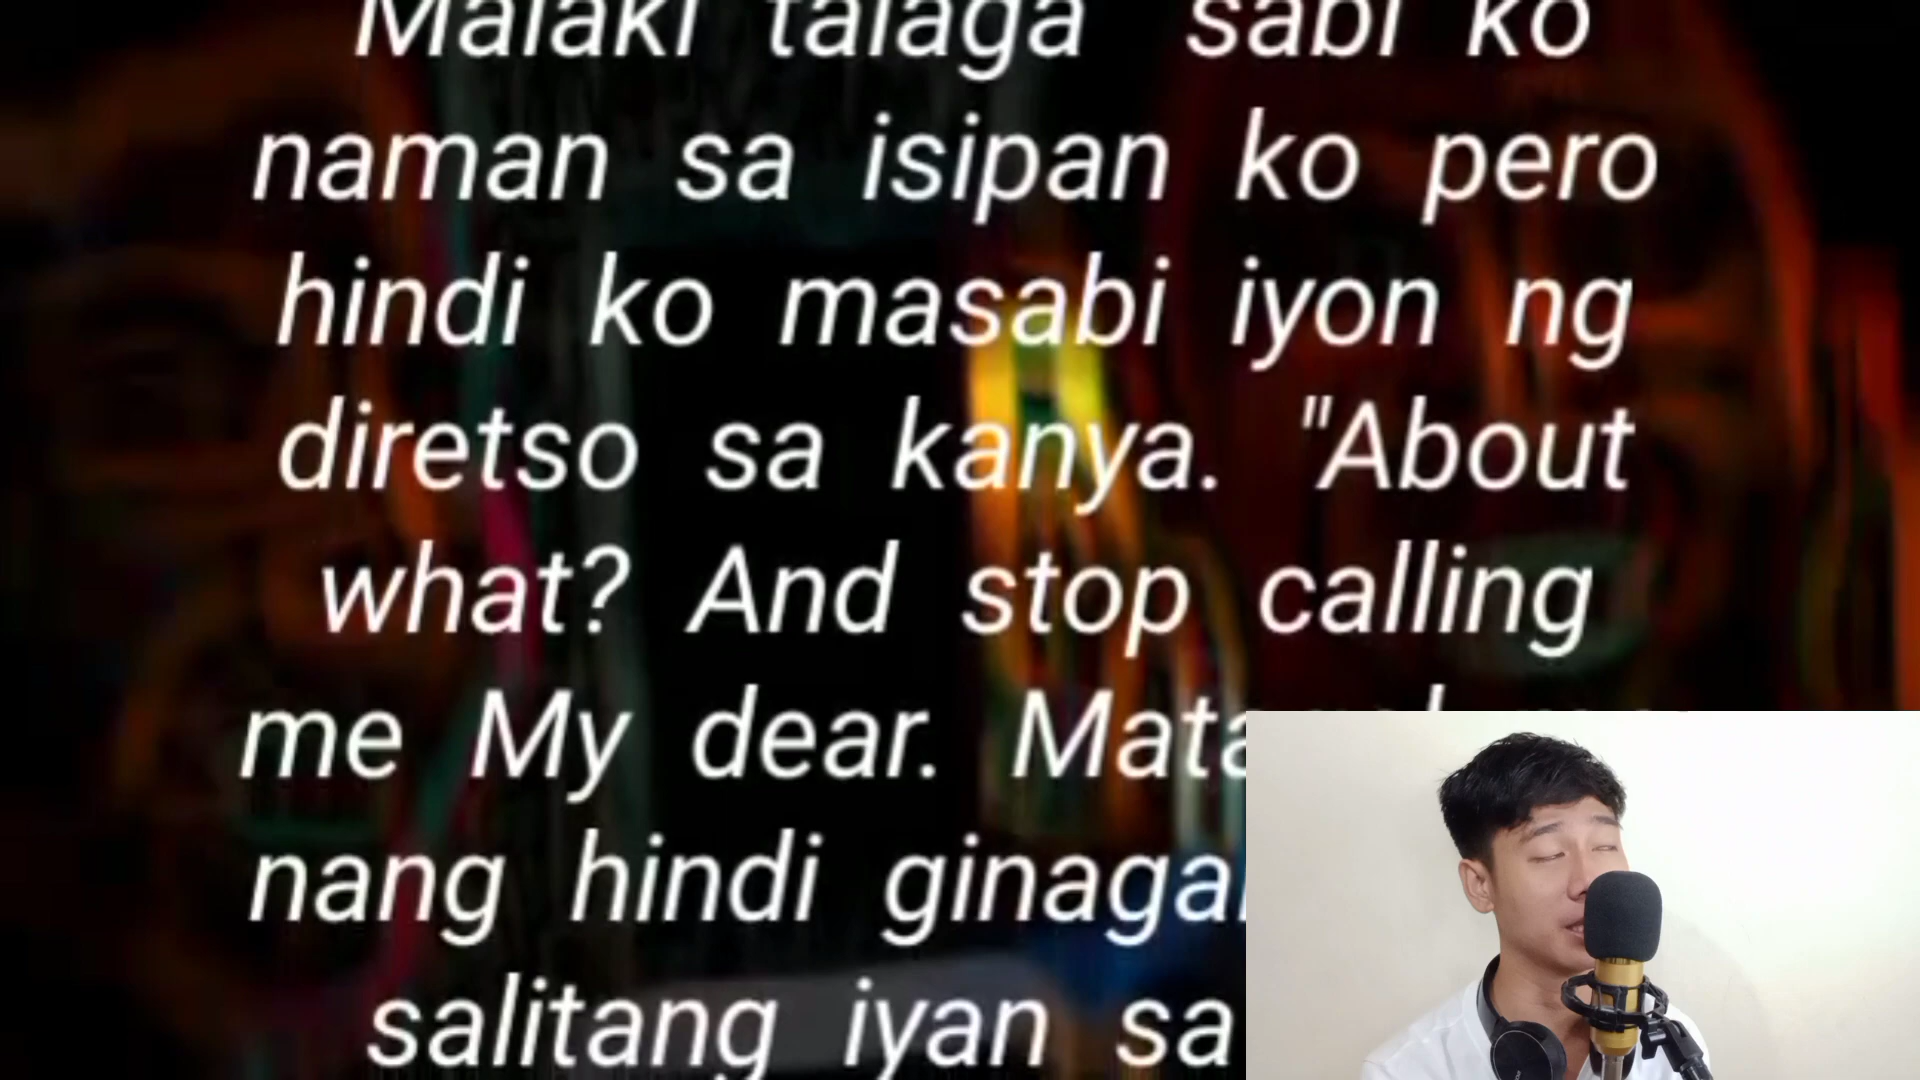 Malaki talaga sabi ko
naman sa isipan ko pero
hindi ko masabi iyon ng
diretso sa kanya. "About
what? And stop calling
me My dear.
nang hindi
salitang iyan sa